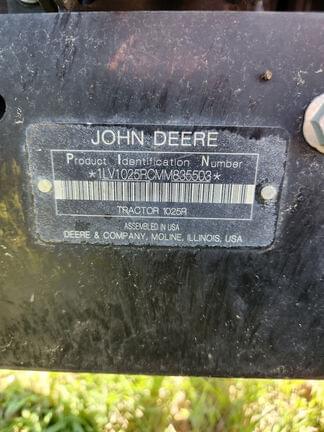 JOHN DEERE
Product Identification Number
*1LV1025RCMM835503*
TRACTOR 1025R
ASSEMBLED IN USA
DEERE & COMPANY, MOLINE, ILLINOIS, USA